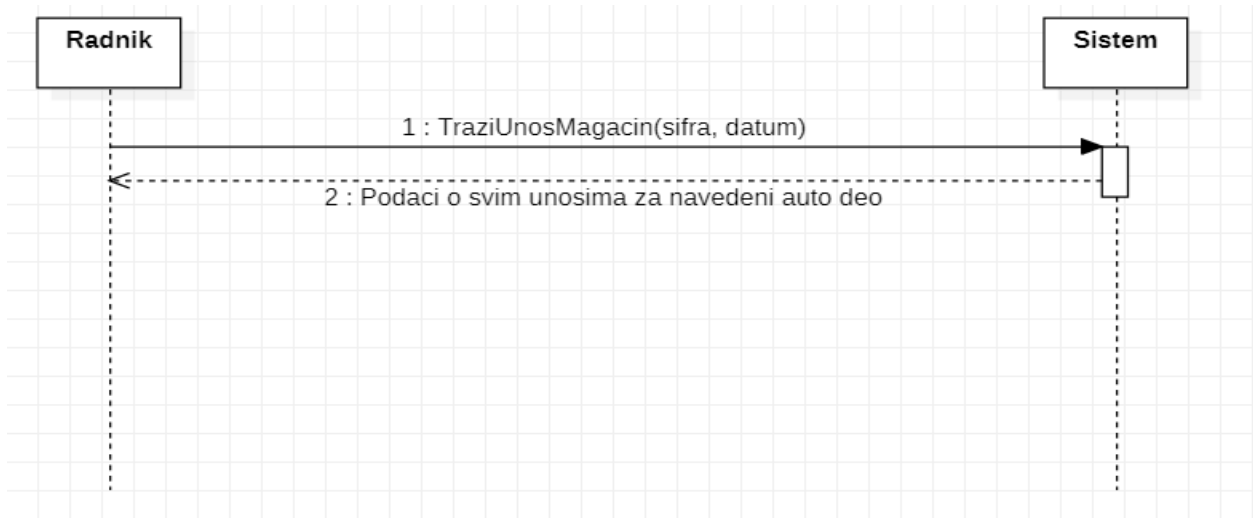 Radnik
Sistem
1 : TraziUnosMagacin(sifra, datum)
2 : Podaci o svim unosima za navedeni auto deo